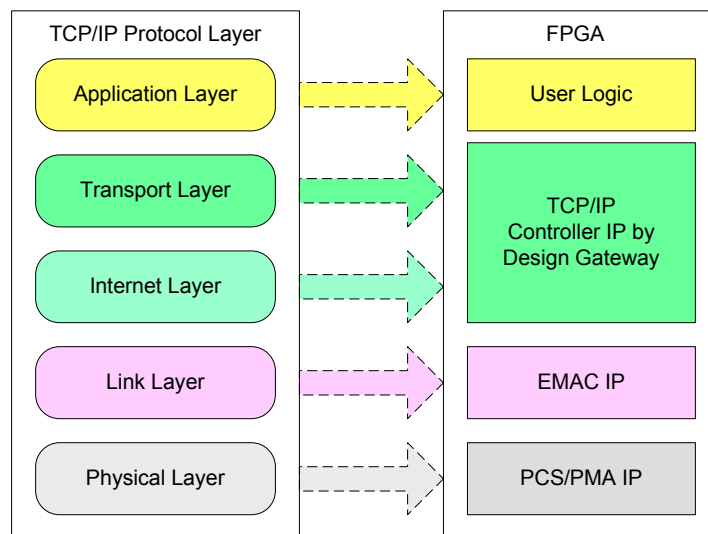 TCP/IP Protocol Layer
FPGA
Application Layer
User Logic
Transport Layer
TCP/IP
Controller IP by
Design Gateway
Internet Layer
Link Layer
EMAC IP
Physical Layer
PCS/PMA IP